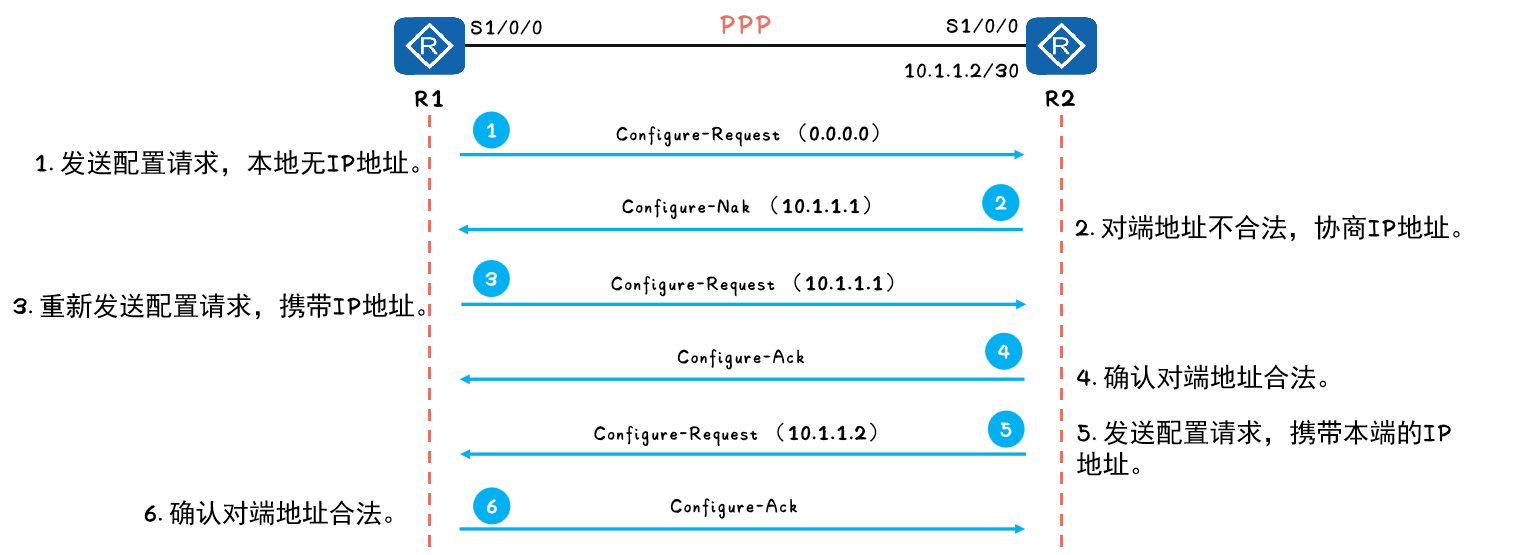 S1/0/0
PPP
S1/0/0
R
R
10.1.1.2/30
R1
R2
1
Configure-Request （0.0.0.0）
1. 发送配置请求，本地无IP地址。
Configure-Nak （10.1.1.1）
2
2. 对端地址不合法，协商IP地址。
3
Configure-Request （10.1.1.1）
3. 重新发送配置请求，携带IP地址。
Configure-Ack
4
4. 确认对端地址合法。
Configure-Request （10.1.1.2）
5
5. 发送配置请求，携带本端的IP
地址。
6
Configure-Ack
6. 确认对端地址合法。